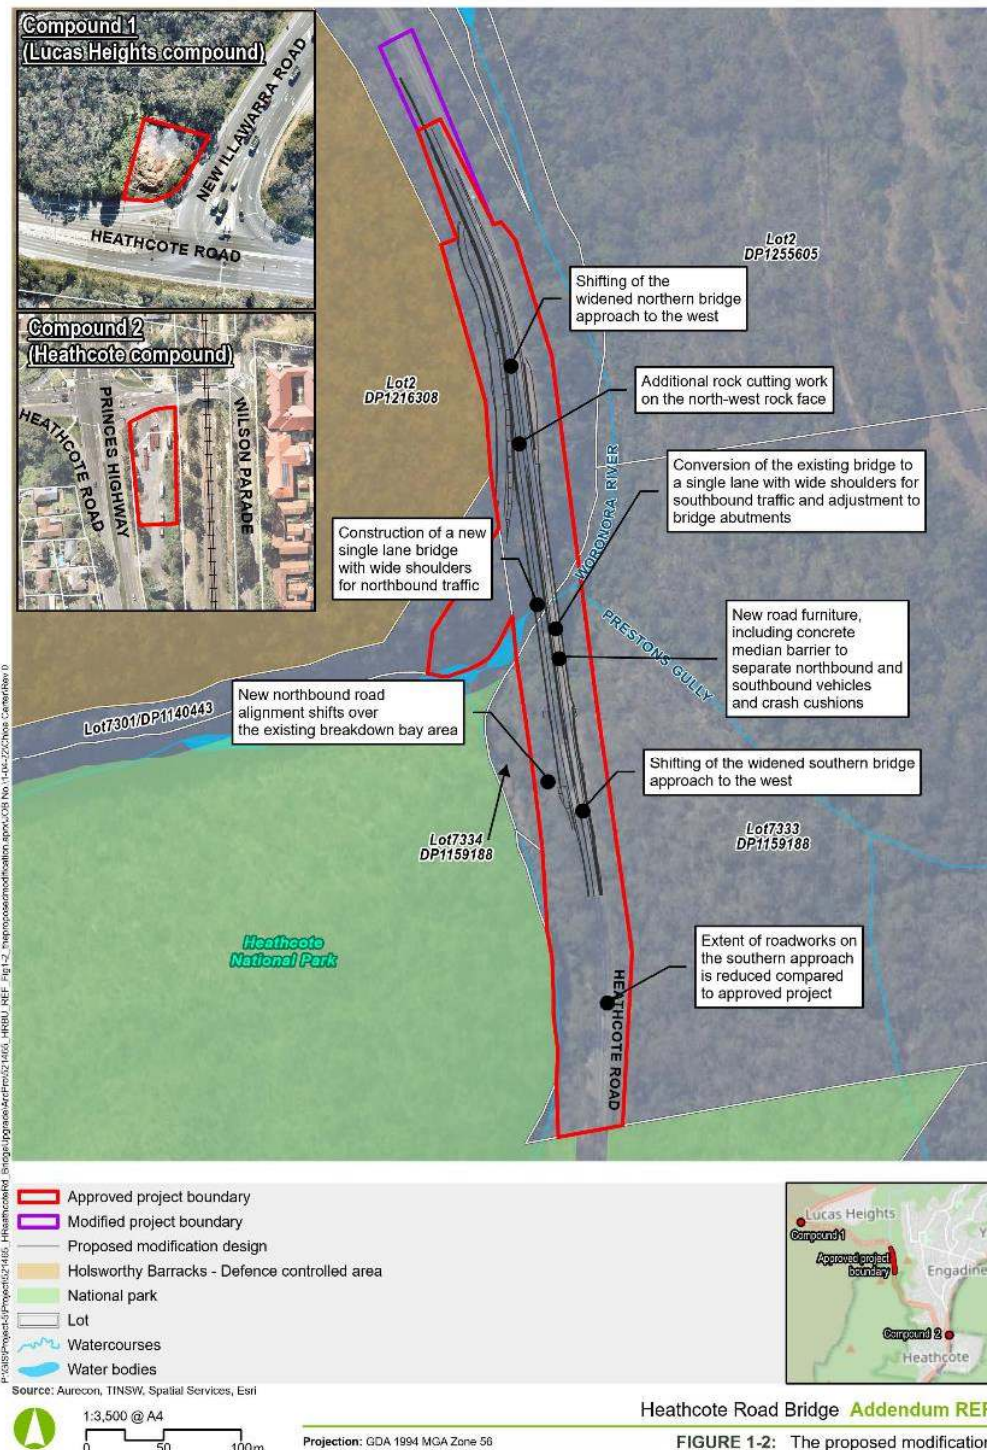 Compound 1
(Lucas Heights compound)
NEW ILLAWARRA ROAD
HEATHCOTE ROAD
Compound 2
(Heathcote compound)
HEATHCOTE ROAD
PRINCES HIGHWAY
WILSON PARADE
Lot2
DP1255605
Shifting of the
widened northern bridge
approach to the west
Lot2
DP1216308
Additional rock cutting work
on the north-west rock face
Conversion of the existing bridge to
a single lane with wide shoulders for
southbound traffic and adjustment to
bridge abutments
WORONORA RIVER
Construction of a new
single lane bridge
with wide shoulders
for northbound traffic
New road furniture,
including concrete
median barrier to
separate northbound and
southbound vehicles
and crash cushions
PRESTONS GULLY
Lot7301/DP1140443
New northbound road
alignment shifts over
the existing breakdown bay area
Shifting of the widened southern bridge
approach to the west
Lot7334
DP1159188
Lot7333
DP1159188
Heathcote
National Park
Extent of roadworks on
the southern approach
is reduced compared
to approved project
HEATHCOTE ROAD
Approved project boundary
Modified project boundary
Proposed modification design
Holsworthy Barracks - Defence controlled area
National park
Lot
Watercourses
Water bodies
Lucas Heights
Compound 1
Approved project
boundary
Engadine
Compound 2
Heathcote
Source: Aurecon, TfNSW, Spatial Services, Esri
1:3,500 @ A4
0 50 100m
Projection: GDA 1994 MGA Zone 56
Heathcote Road Bridge Addendum REF
FIGURE 1-2: The proposed modification